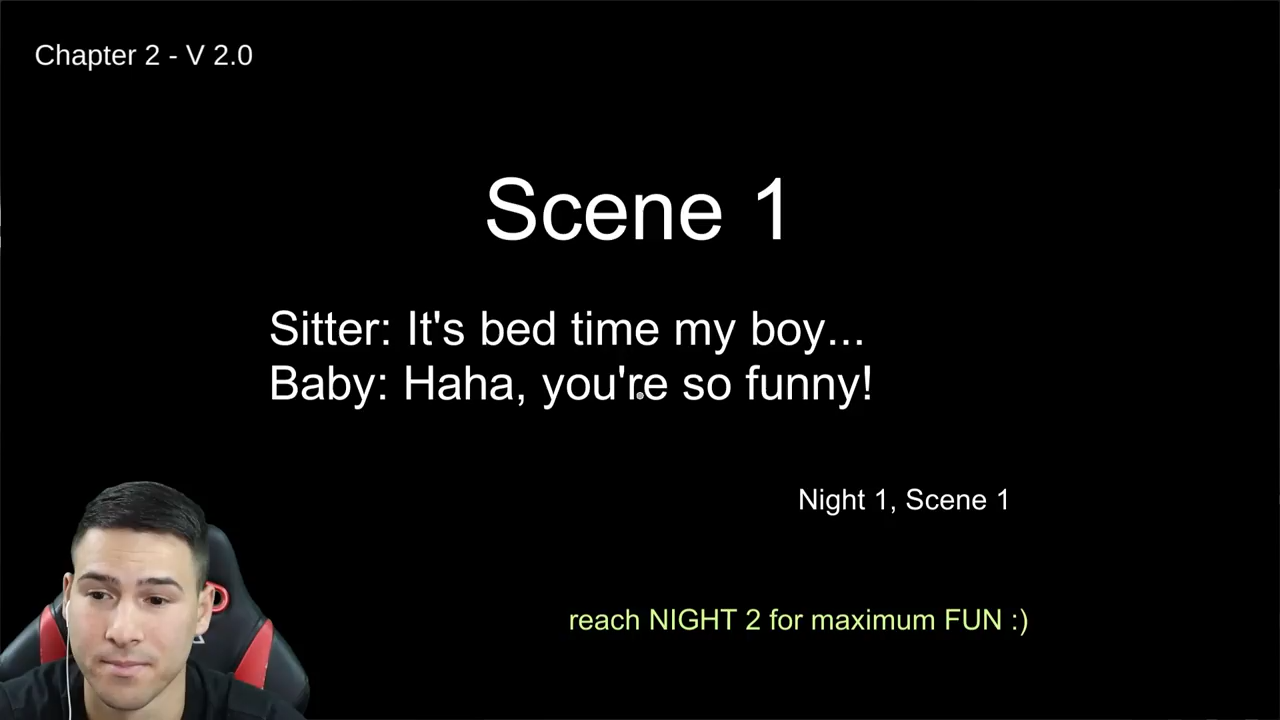 Chapter 2 - V 2.0
Scene 1
Sitter: It's bed time my boy...
Baby: Haha, you're so funny!
Night 1, Scene 1
reach NIGHT 2 for maximum FUN :)